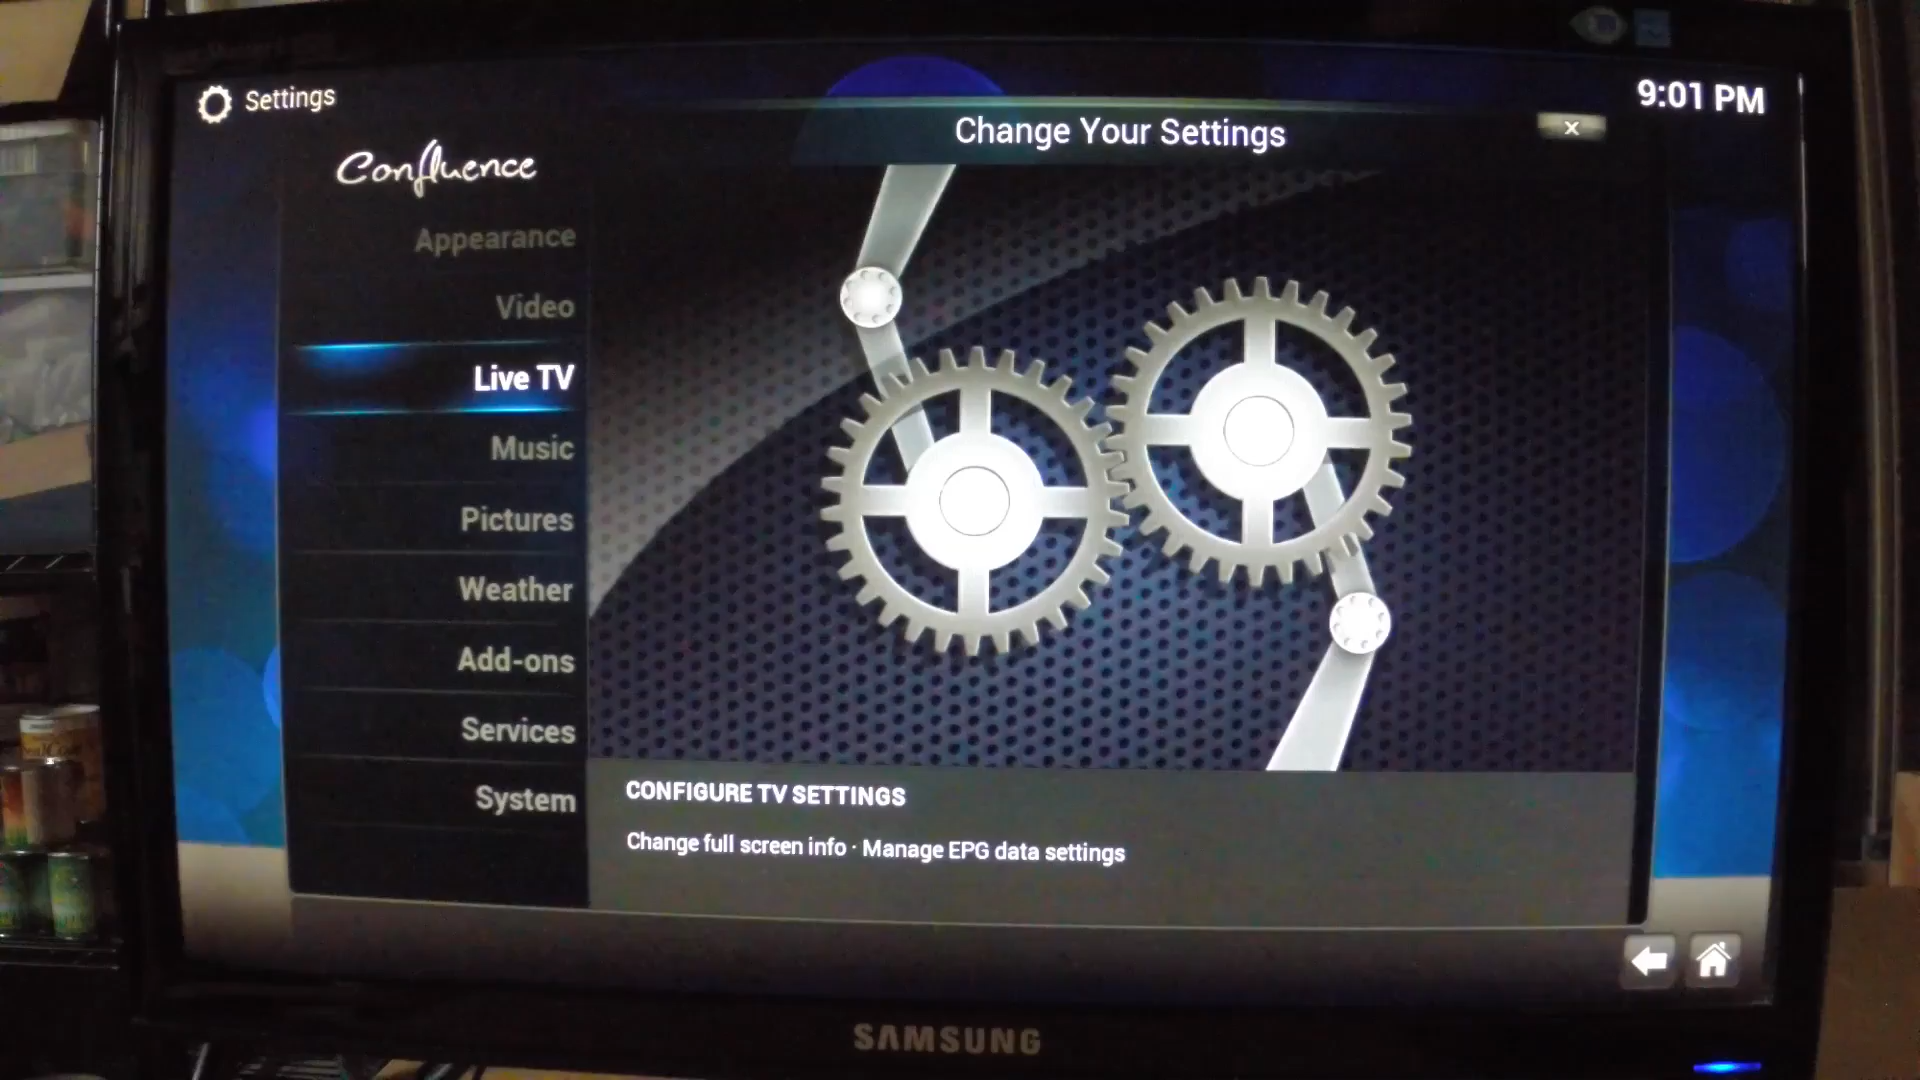 Settings
9:01 PM
Change Your Settings
x
Confluence
Appearance
Video
Live TV
Music
Pictures
Weather
Add-ons
Services
System
CONFIGURE TV SETTINGS
Change full screen info · Manage EPG data settings
SAMSUNG